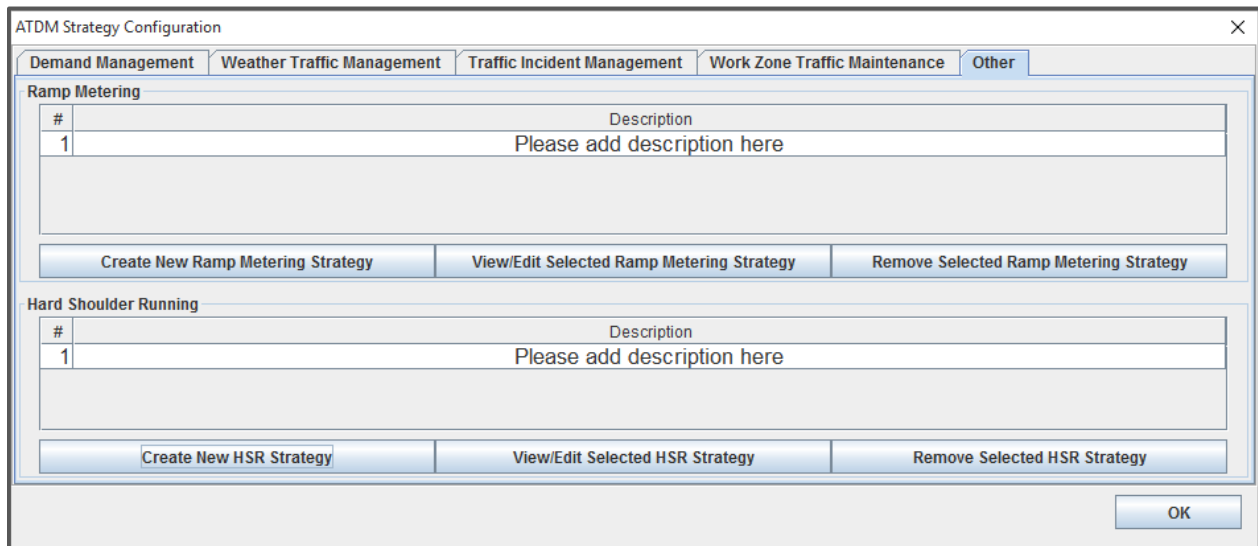 ATDM Strategy Configuration
Demand Management Weather Traffic Management Traffic Incident Management Work Zone Traffic Maintenance Other
Ramp Metering
# Description
1 Please add description here
Create New Ramp Metering Strategy View/Edit Selected Ramp Metering Strategy Remove Selected Ramp Metering Strategy
Hard Shoulder Running
# Description
1 Please add description here
Create New HSR Strategy View/Edit Selected HSR Strategy Remove Selected HSR Strategy
OK